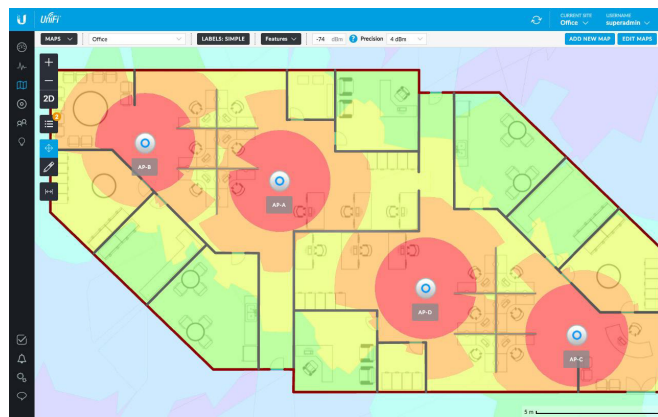 U UniFi CURRENT SITE USERNAME
Office superadmin
MAPS Office LABELS: SIMPLE Features -74 dBm ? Precision 4 dBm ADD NEW MAP EDIT MAPS
2D
AP-B
AP-A
AP-D
AP-C
5 m